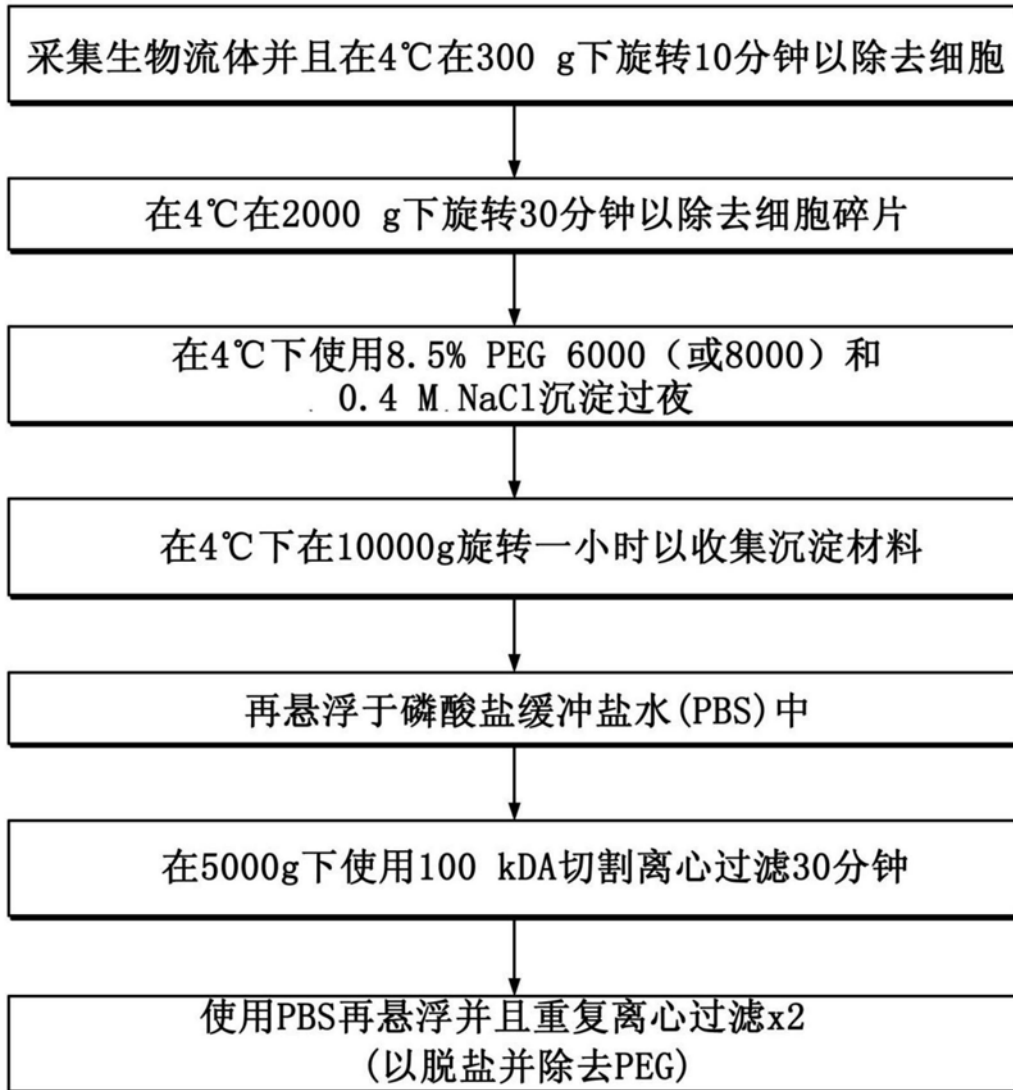 采集生物流体并且在4℃在300 g下旋转10分钟以除去细胞
在4℃在2000 g下旋转30分钟以除去细胞碎片
在4℃下使用8.5% PEG 6000（或8000）和
0.4 M NaCl沉淀过夜
在4℃下在10000g旋转一小时以收集沉淀材料
再悬浮于磷酸盐缓冲盐水(PBS)中
在5000g下使用100 kDA切割离心过滤30分钟
使用PBS再悬浮并且重复离心过滤x2
(以脱盐并除去PEG)